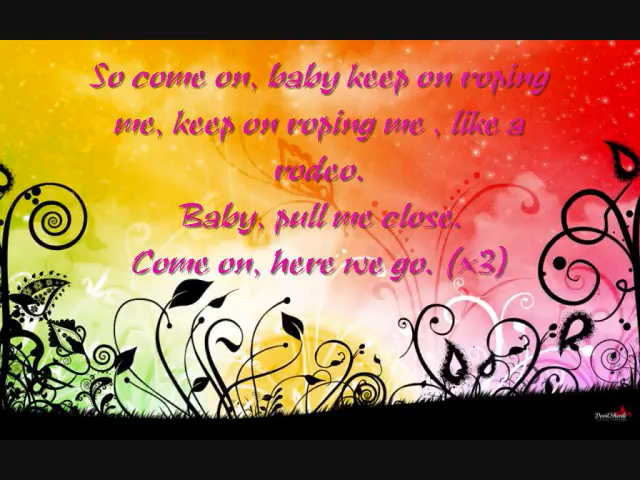 So come on, baby keep on roping
me, keep on roping me , like a
rodeo.
Baby, pull me close.
Come on, here we go. (x3)